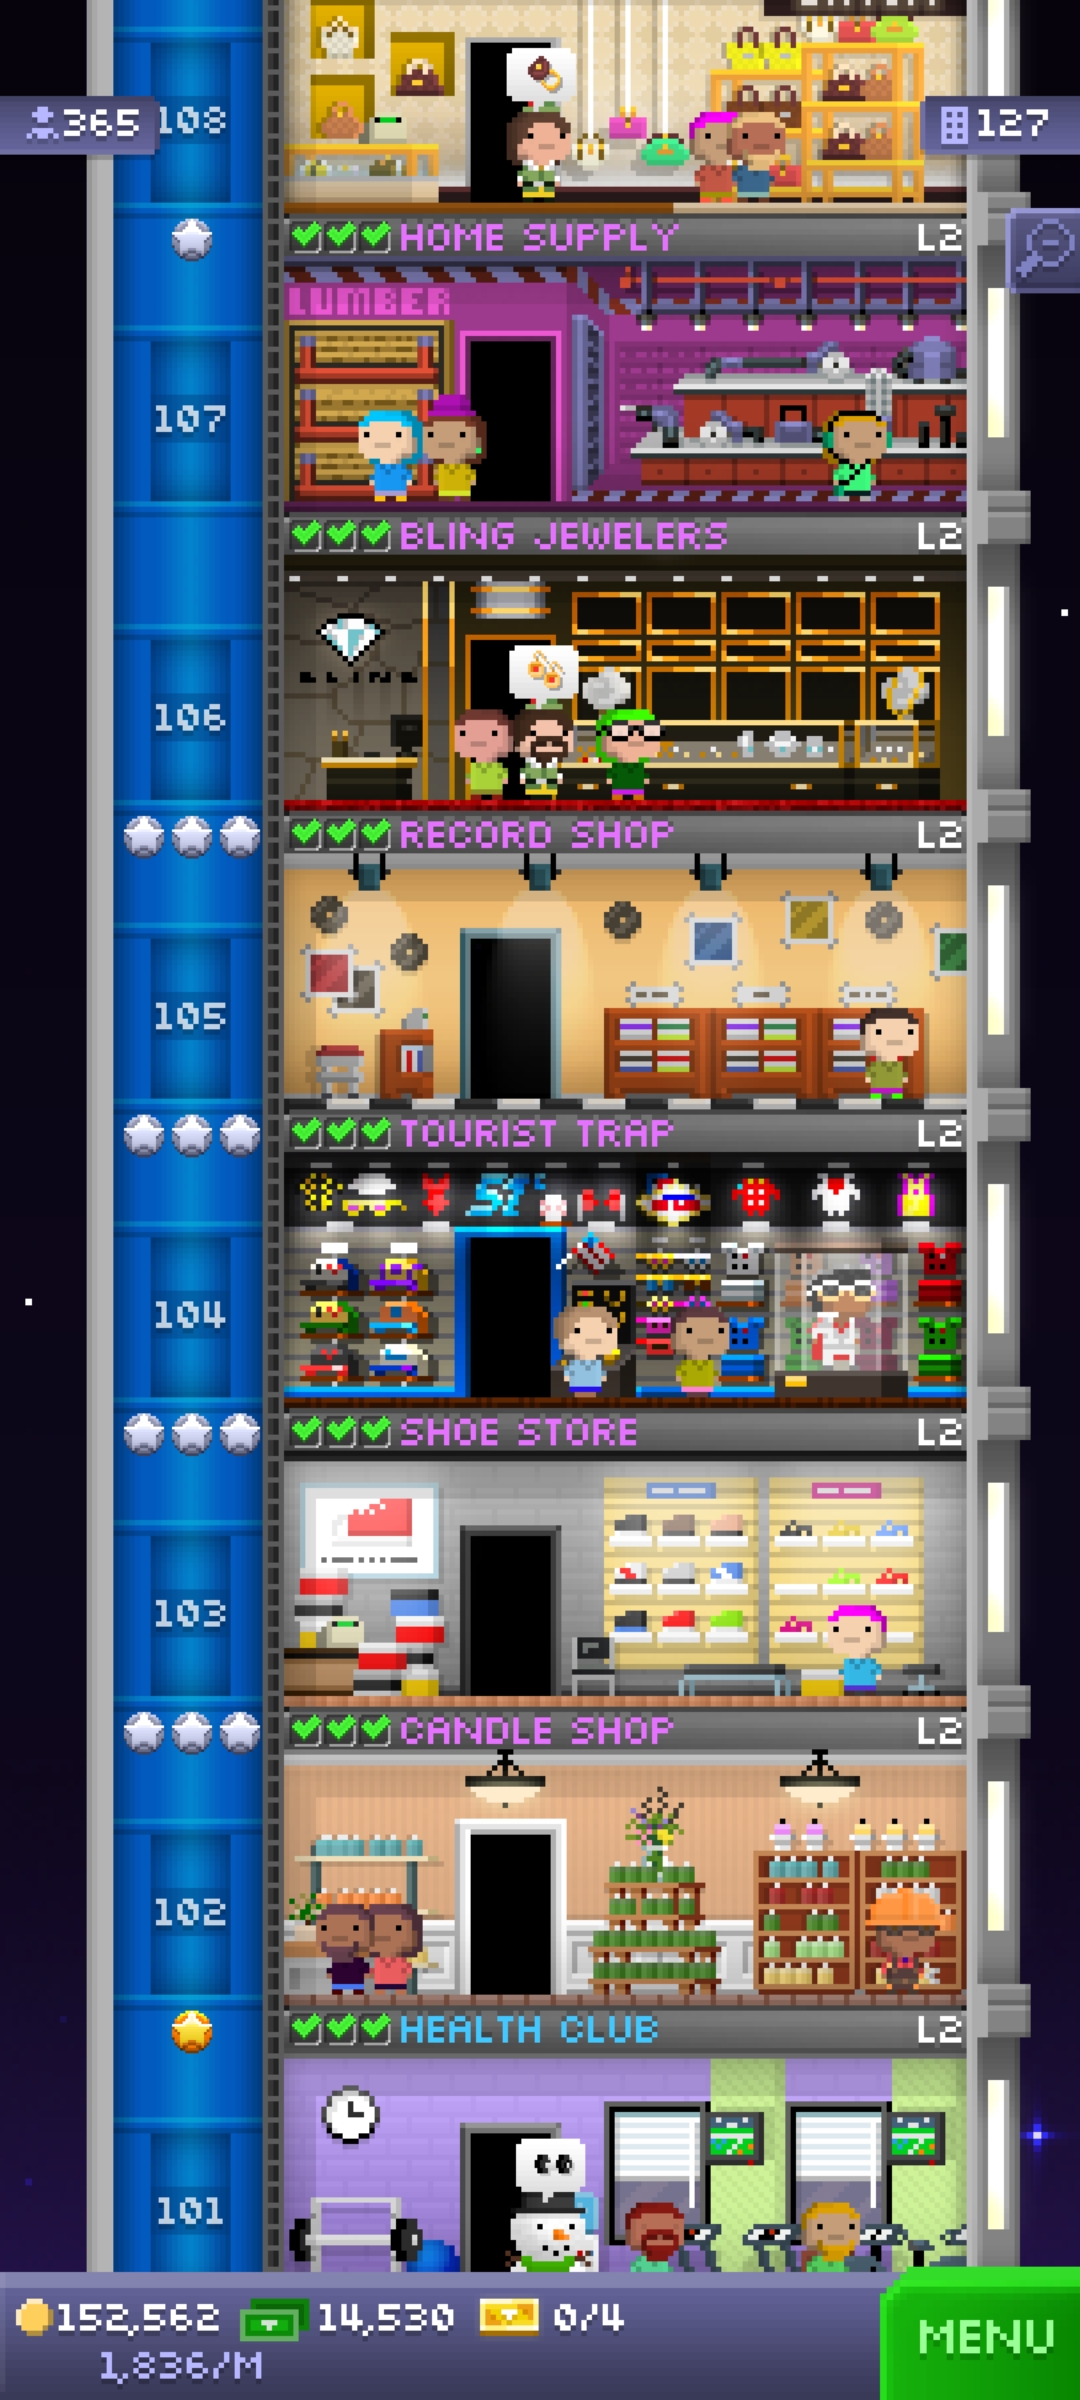 108
365
127
HOME SUPPLY L2
LUMBER
107
BLING JEWELERS L2
BLING
106
RECORD SHOP L2
105
TOURIST TRAP L2
104
SHOE STORE L2
103
CANDLE SHOP L2
102
HEALTH CLUB L2
101
152,562 14,530 0/4
1,836/M
MENU